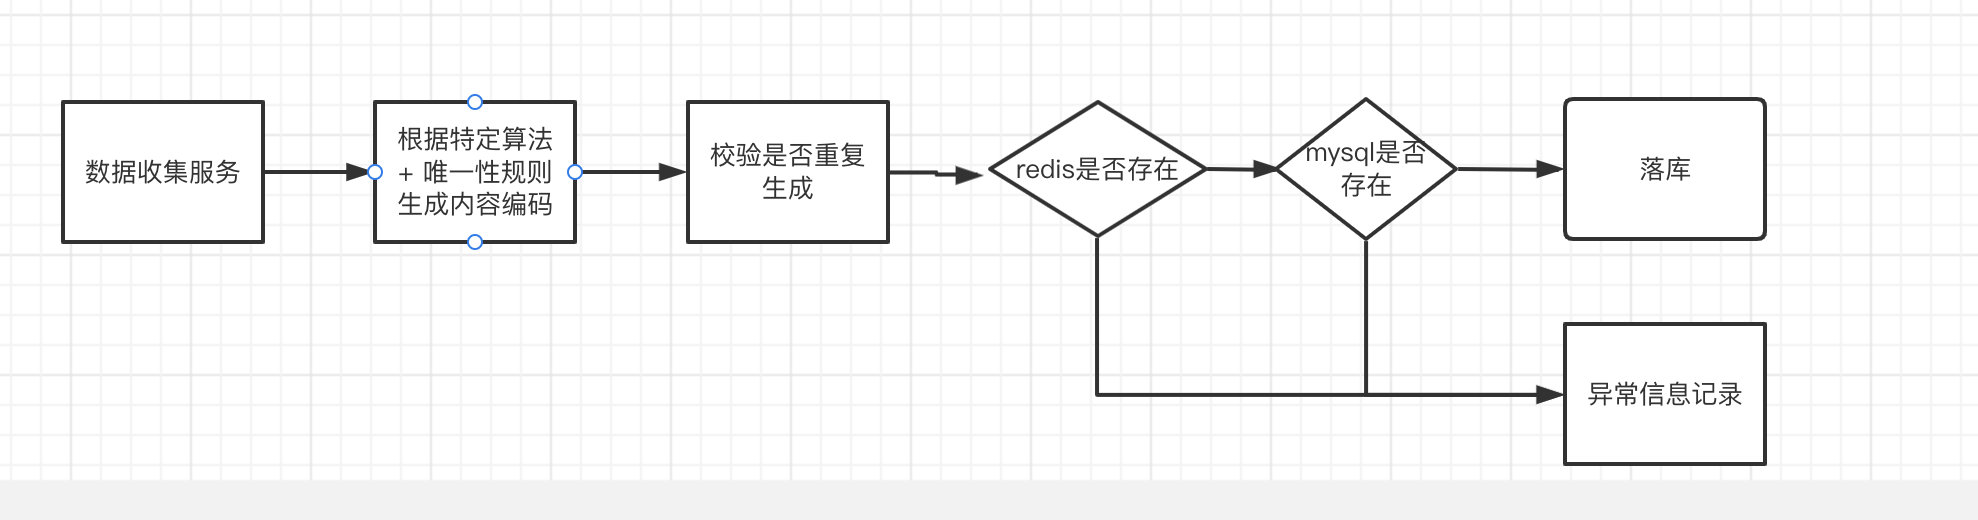 数据收集服务
根据特定算法
+ 唯一性规则
生成内容编码
校验是否重复
生成
redis是否存在
mysql是否
存在
落库
异常信息记录